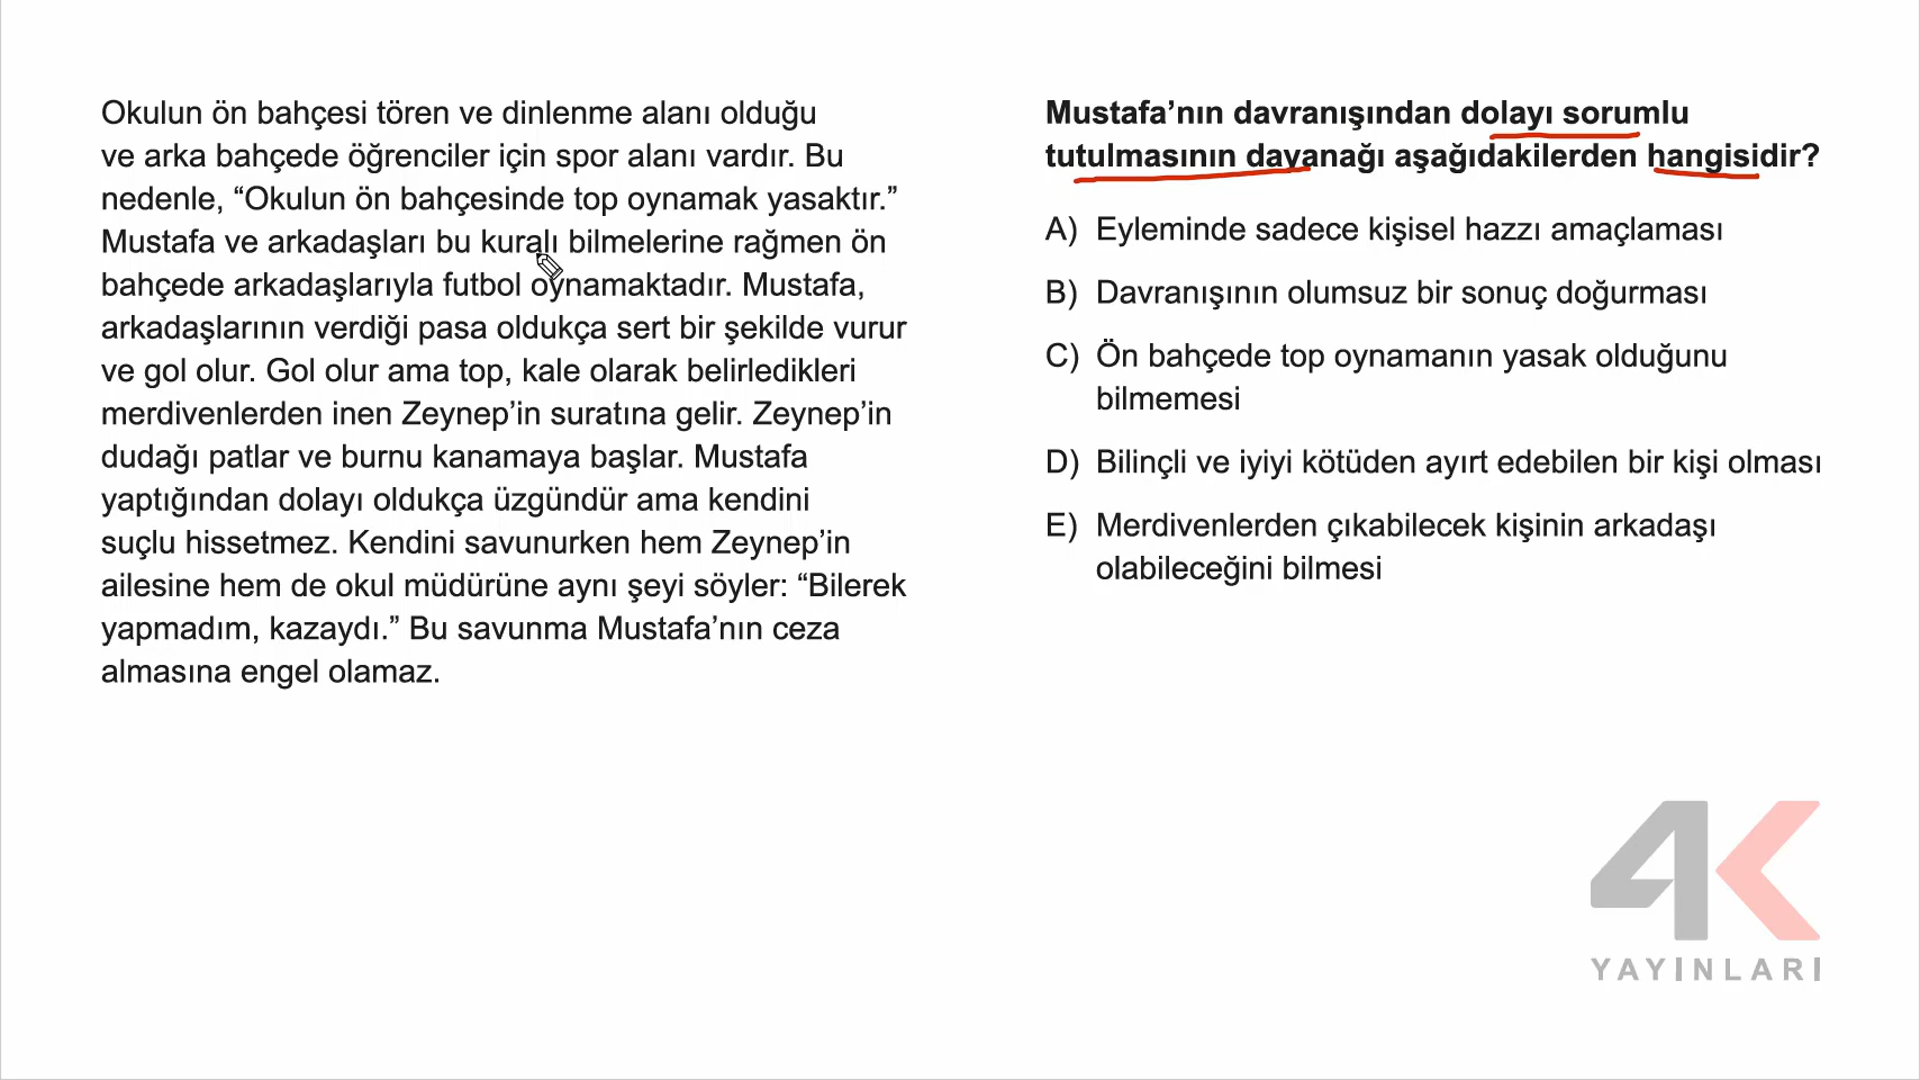 Okulun ön bahçesi tören ve dinlenme alanı olduğu
ve arka bahçede öğrenciler için spor alanı vardır. Bu
nedenle, “Okulun ön bahçesinde top oynamak yasaktır.”
Mustafa ve arkadaşları bu kuralı bilmelerine rağmen ön
bahçede arkadaşlarıyla futbol oynamaktadır. Mustafa,
arkadaşlarının verdiği pasa oldukça sert bir şekilde vurur
ve gol olur. Gol olur ama top, kale olarak belirledikleri
merdivenlerden inen Zeynep’in suratına gelir. Zeynep’in
dudağı patlar ve burnu kanamaya başlar. Mustafa
yaptığından dolayı oldukça üzgündür ama kendini
suçlu hissetmez. Kendini savunurken hem Zeynep’in
ailesine hem de okul müdürüne aynı şeyi söyler: “Bilerek
yapmadım, kazaydı.” Bu savunma Mustafa’nın ceza
almasına engel olamaz.
Mustafa’nın davranışından dolayı sorumlu
tutulmasının dayanağı aşağıdakilerden hangisidir?
A) Eyleminde sadece kişisel hazzı amaçlaması
B) Davranışının olumsuz bir sonuç doğurması
C) Ön bahçede top oynamanın yasak olduğunu
bilmemesi
D) Bilinçli ve iyiyi kötüden ayırt edebilen bir kişi olması
E) Merdivenlerden çıkabilecek kişinin arkadaşı
olabileceğini bilmesi
4K
YAYINLARI